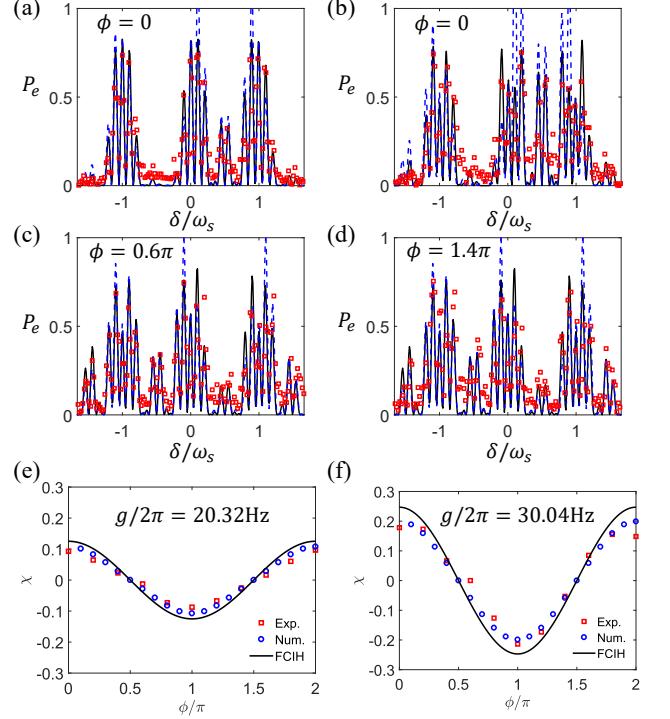 (a) ϕ = 0
1
0.5
0
P_e
-1 0 1
δ/ω_s
(b) ϕ = 0
1
0.5
0
P_e
-1 0 1
δ/ω_s
(c) ϕ = 0.6π
1
0.5
0
P_e
-1 0 1
δ/ω_s
(d) ϕ = 1.4π
1
0.5
0
P_e
-1 0 1
δ/ω_s
(e)
g/2π = 20.32Hz
0.3
0.2
0.1
0
-0.1
-0.2
-0.3
χ
Exp.
Num.
FCIH
0 0.5 1 1.5 2
ϕ/π
(f)
g/2π = 30.04Hz
0.3
0.2
0.1
0
-0.1
-0.2
-0.3
χ
Exp.
Num.
FCIH
0 0.5 1 1.5 2
ϕ/π